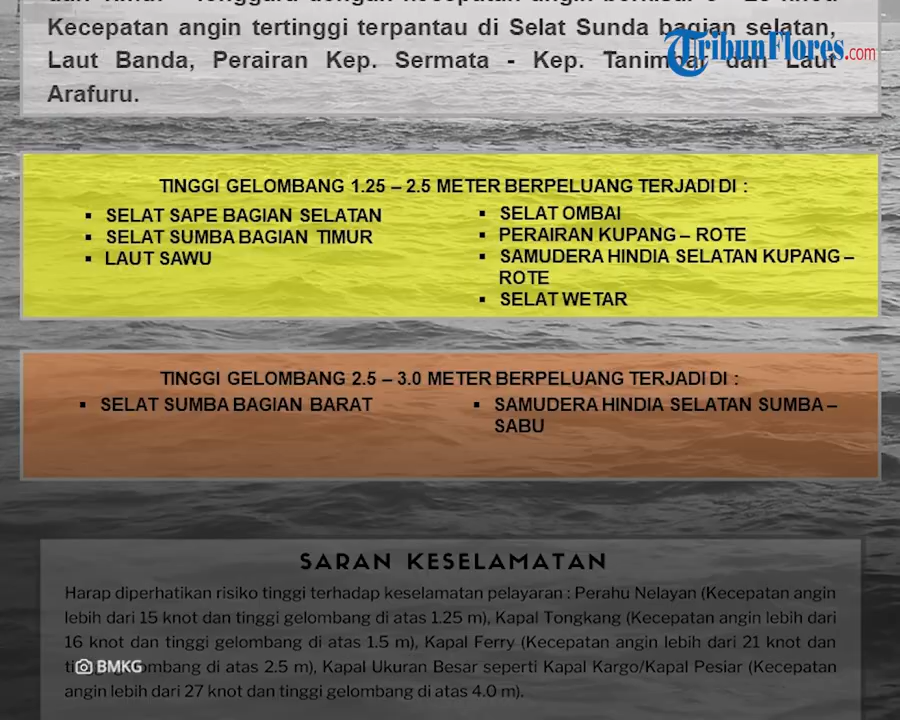 Kecepatan angin tertinggi terpantau di Selat Sunda bagian selatan,
TribunFlores.com
Laut Banda, Perairan Kep. Sermata - Kep. Tanimbar dan Laut
Arafuru.
TINGGI GELOMBANG 1.25 – 2.5 METER BERPELUANG TERJADI DI :
▪ SELAT SAPE BAGIAN SELATAN
▪ SELAT SUMBA BAGIAN TIMUR
▪ LAUT SAWU
▪ SELAT OMBAI
▪ PERAIRAN KUPANG – ROTE
▪ SAMUDERA HINDIA SELATAN KUPANG –
ROTE
▪ SELAT WETAR
TINGGI GELOMBANG 2.5 – 3.0 METER BERPELUANG TERJADI DI :
▪ SELAT SUMBA BAGIAN BARAT
▪ SAMUDERA HINDIA SELATAN SUMBA –
SABU
SARAN KESELAMATAN
Harap diperhatikan risiko tinggi terhadap keselamatan pelayaran : Perahu Nelayan (Kecepatan angin
lebih dari 15 knot dan tinggi gelombang di atas 1.25 m), Kapal Tongkang (Kecepatan angin lebih dari
16 knot dan tinggi gelombang di atas 1.5 m), Kapal Ferry (Kecepatan angin lebih dari 21 knot dan
tinggi gelombang di atas 2.5 m), Kapal Ukuran Besar seperti Kapal Kargo/Kapal Pesiar (Kecepatan
BMKG
angin lebih dari 27 knot dan tinggi gelombang di atas 4.0 m).